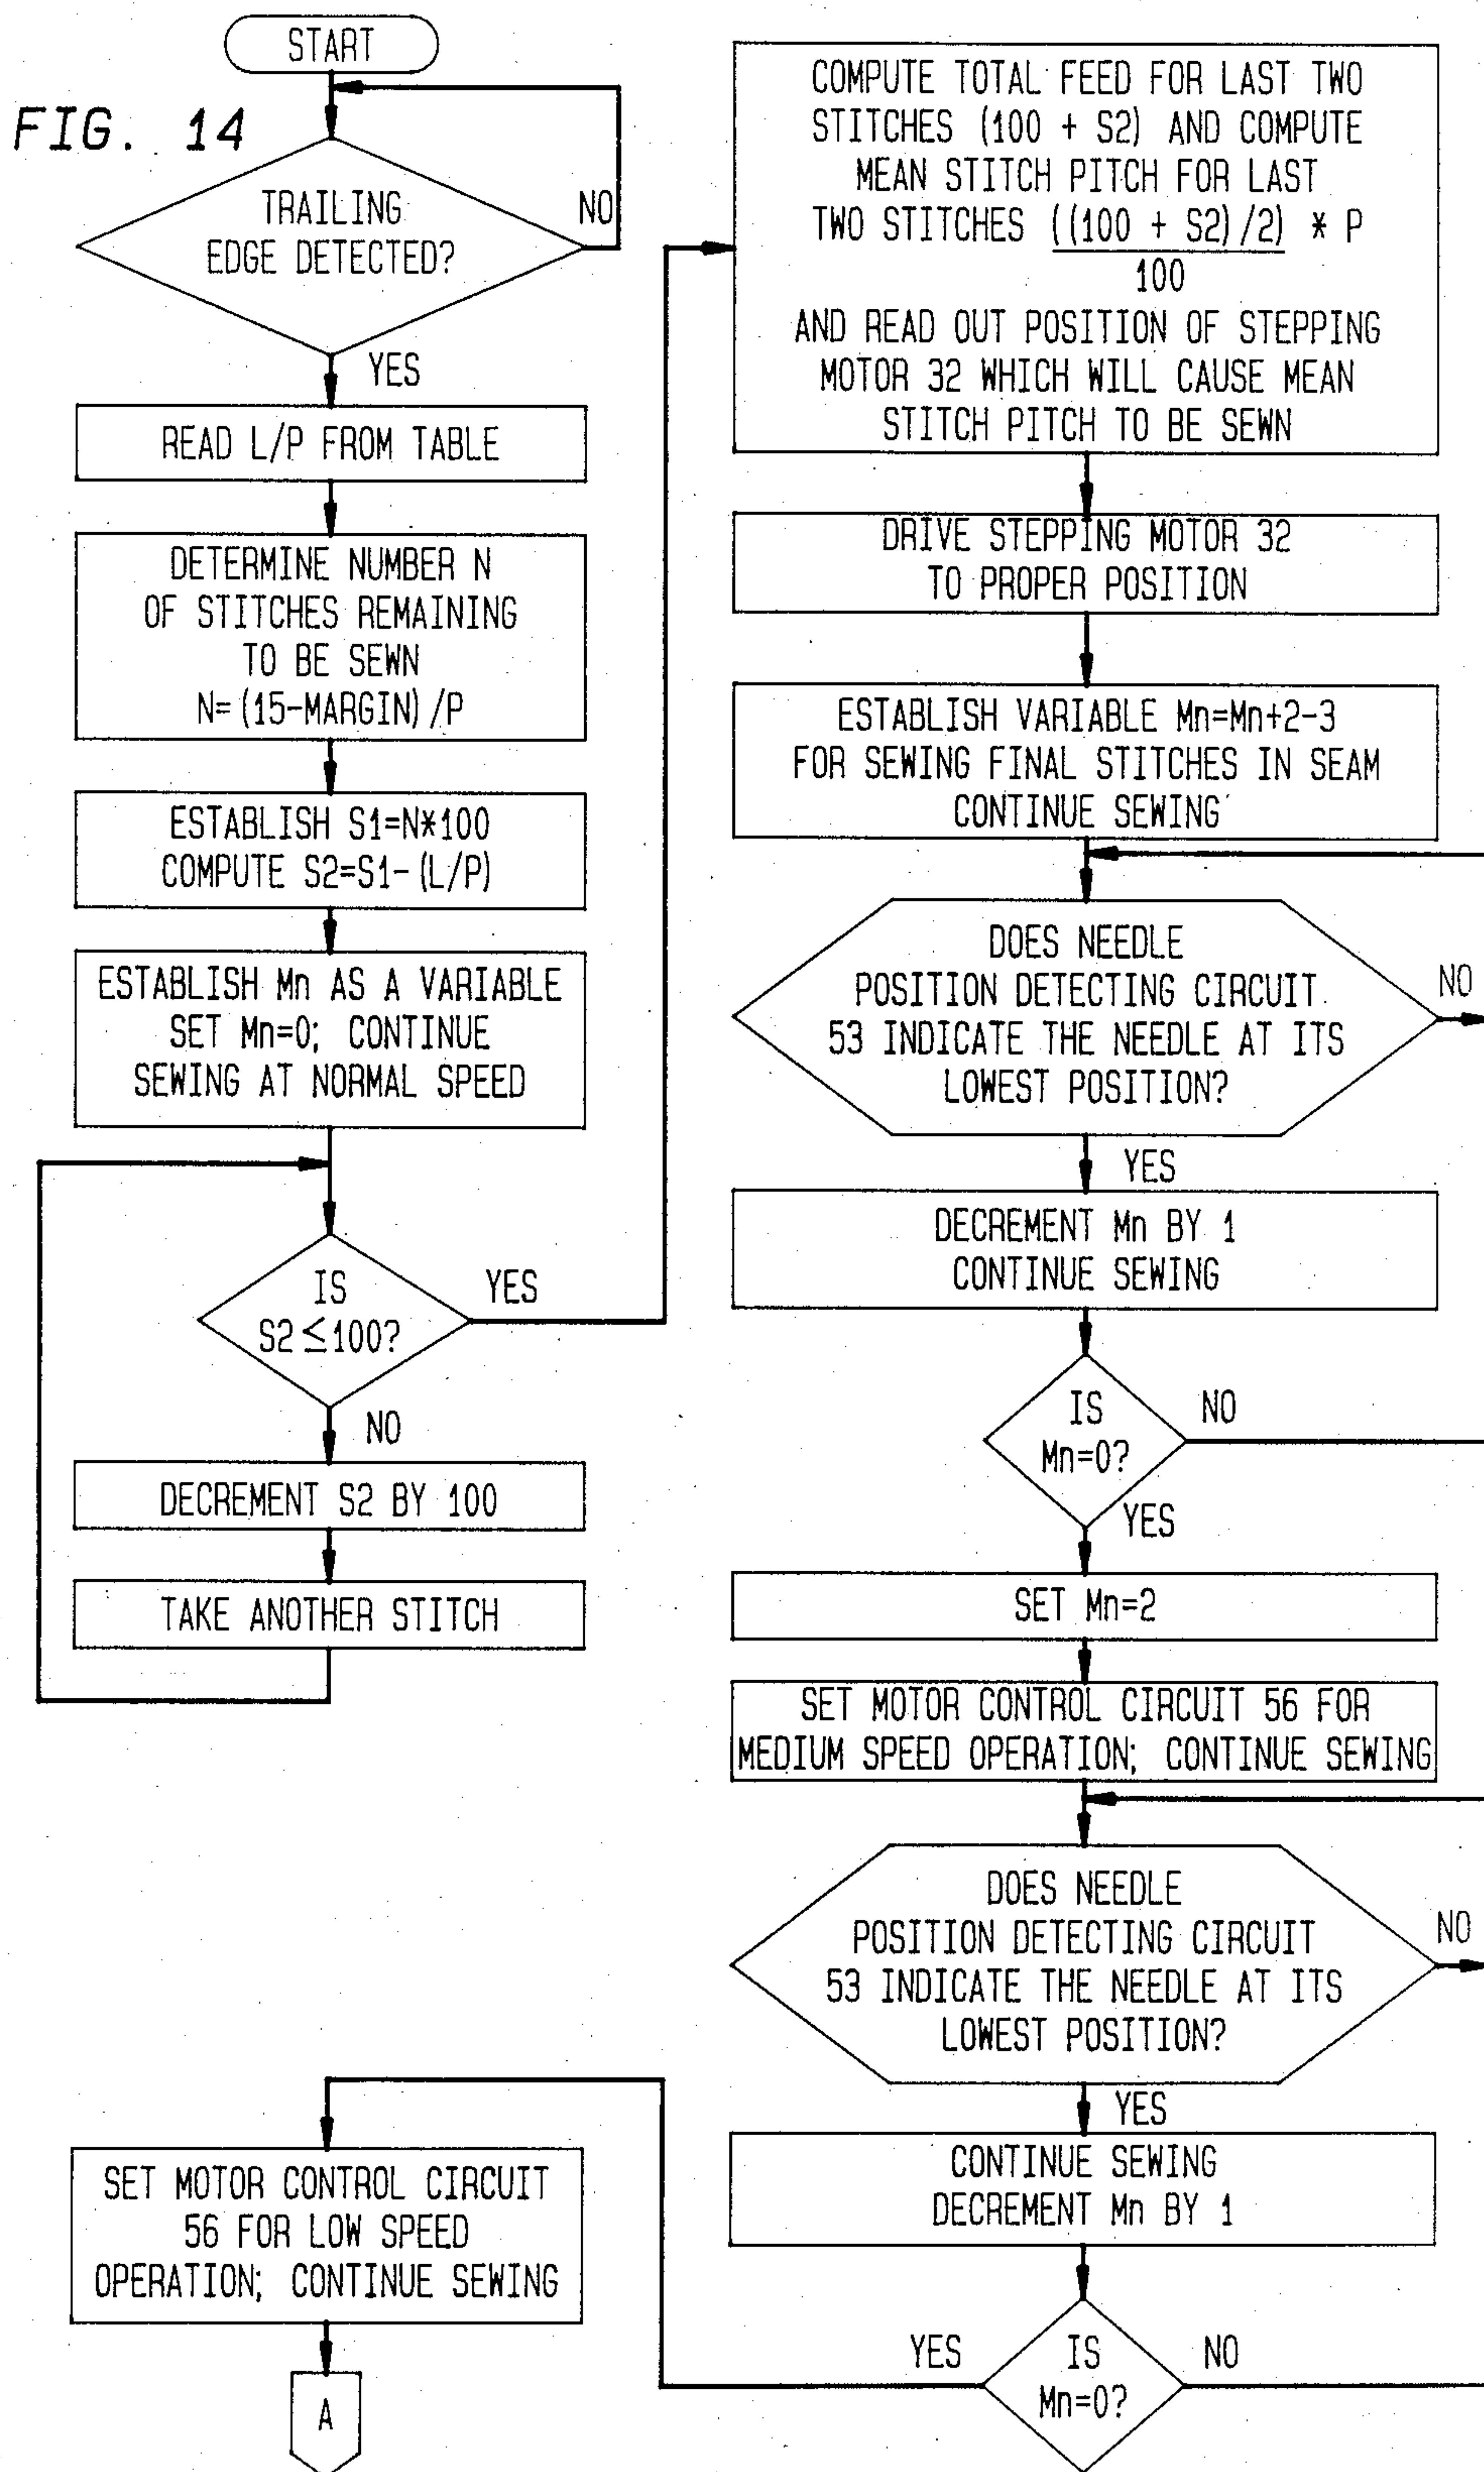 START
FIG. 14
TRAILING
EDGE DETECTED?
NO
YES
READ L/P FROM TABLE
DETERMINE NUMBER N
OF STITCHES REMAINING
TO BE SEWN
N=(15-MARGIN)/P
ESTABLISH S1=N*100
COMPUTE S2=S1-(L/P)
ESTABLISH Mn AS A VARIABLE
SET Mn=0; CONTINUE
SEWING AT NORMAL SPEED
IS
S2≤100?
YES
NO
DECREMENT S2 BY 100
TAKE ANOTHER STITCH
COMPUTE TOTAL FEED FOR LAST TWO
STITCHES (100 + S2) AND COMPUTE
MEAN STITCH PITCH FOR LAST
TWO STITCHES ((100 + S2)/2) * P
100
AND READ OUT POSITION OF STEPPING
MOTOR 32 WHICH WILL CAUSE MEAN
STITCH PITCH TO BE SEWN
DRIVE STEPPING MOTOR 32
TO PROPER POSITION
ESTABLISH VARIABLE Mn=Mn+2-3
FOR SEWING FINAL STITCHES IN SEAM
CONTINUE SEWING
DOES NEEDLE
POSITION DETECTING CIRCUIT
53 INDICATE THE NEEDLE AT ITS
LOWEST POSITION?
NO
YES
DECREMENT Mn BY 1
CONTINUE SEWING
IS
Mn=0?
NO
YES
SET Mn=2
SET MOTOR CONTROL CIRCUIT 56 FOR
MEDIUM SPEED OPERATION; CONTINUE SEWING
DOES NEEDLE
POSITION DETECTING CIRCUIT
53 INDICATE THE NEEDLE AT ITS
LOWEST POSITION?
NO
YES
CONTINUE SEWING
DECREMENT Mn BY 1
IS
Mn=0?
YES
NO
SET MOTOR CONTROL CIRCUIT
56 FOR LOW SPEED
OPERATION; CONTINUE SEWING
A